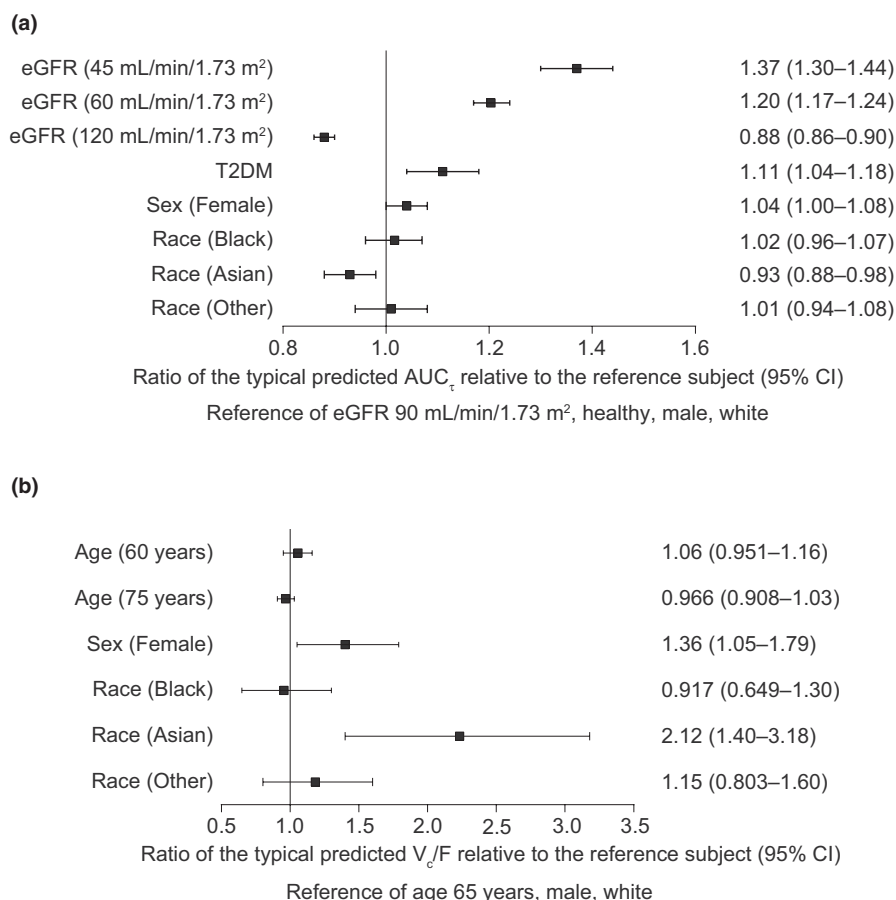 (a)
eGFR (45 mL/min/1.73 m²) 1.37 (1.30–1.44)
eGFR (60 mL/min/1.73 m²) 1.20 (1.17–1.24)
eGFR (120 mL/min/1.73 m²) 0.88 (0.86–0.90)
T2DM 1.11 (1.04–1.18)
Sex (Female) 1.04 (1.00–1.08)
Race (Black) 1.02 (0.96–1.07)
Race (Asian) 0.93 (0.88–0.98)
Race (Other) 1.01 (0.94–1.08)
0.8 1.0 1.2 1.4 1.6
Ratio of the typical predicted AUCτ relative to the reference subject (95% CI)
Reference of eGFR 90 mL/min/1.73 m², healthy, male, white
(b)
Age (60 years) 1.06 (0.951–1.16)
Age (75 years) 0.966 (0.908–1.03)
Sex (Female) 1.36 (1.05–1.79)
Race (Black) 0.917 (0.649–1.30)
Race (Asian) 2.12 (1.40–3.18)
Race (Other) 1.15 (0.803–1.60)
0.5 1.0 1.5 2.0 2.5 3.0 3.5
Ratio of the typical predicted Vc/F relative to the reference subject (95% CI)
Reference of age 65 years, male, white